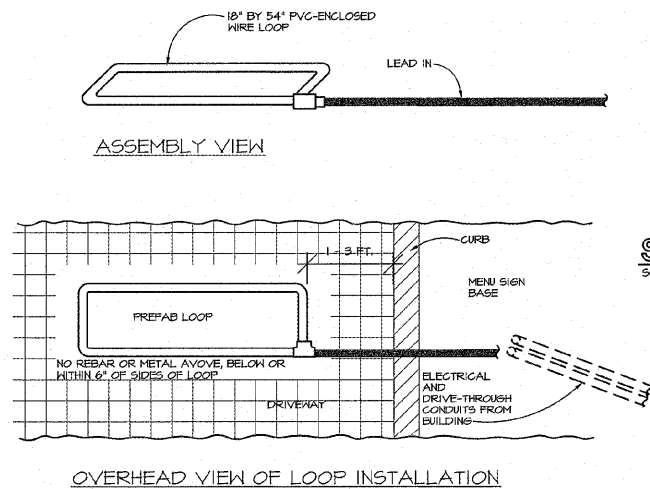 18" BY 54" PVC-ENCLOSED
WIRE LOOP
LEAD IN
ASSEMBLY VIEW
1 - 3 FT.
CURB
MENU SIGN
BASE
PREFAB LOOP
NO REBAR OR METAL AVOVE, BELOW OR
WITHIN 6" OF SIDES OF LOOP
ELECTRICAL
AND
DRIVE-THROUGH
CONDUITS FROM
BUILDING
DRIVEWAY
OVERHEAD VIEW OF LOOP INSTALLATION